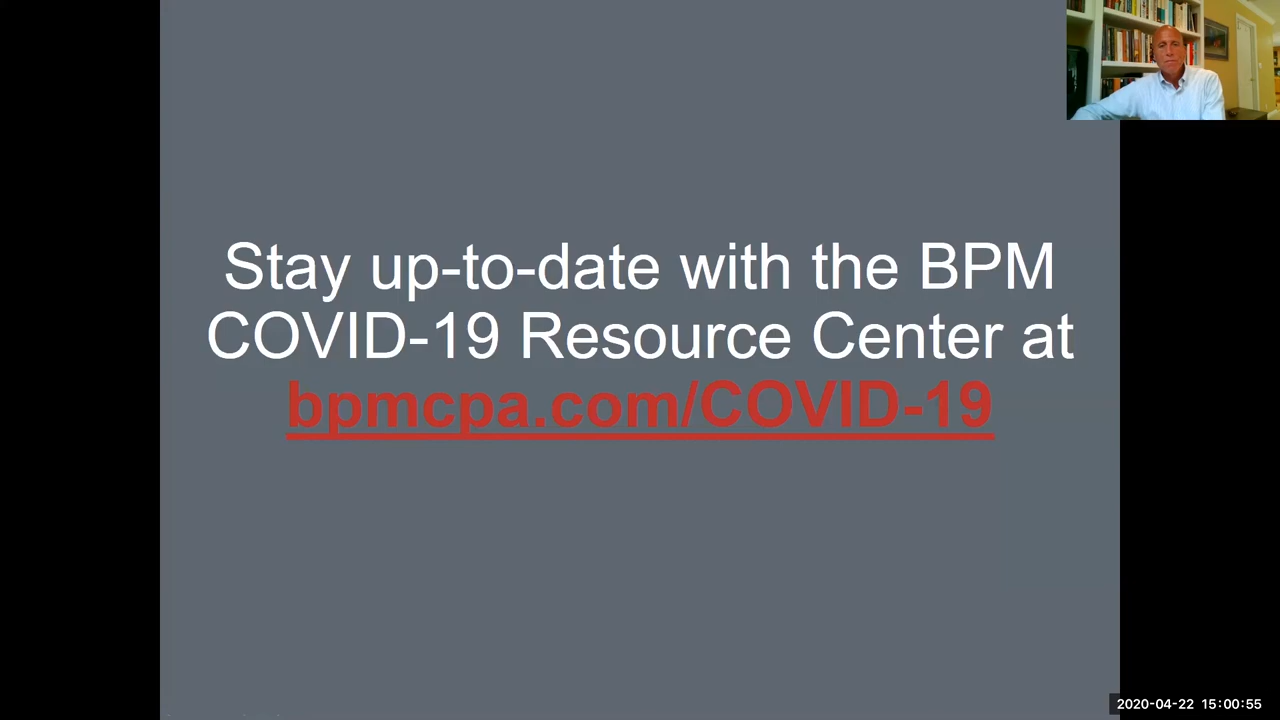 Stay up-to-date with the BPM
COVID-19 Resource Center at
bpmcpa.com/COVID-19
2020-04-22 15:00:55